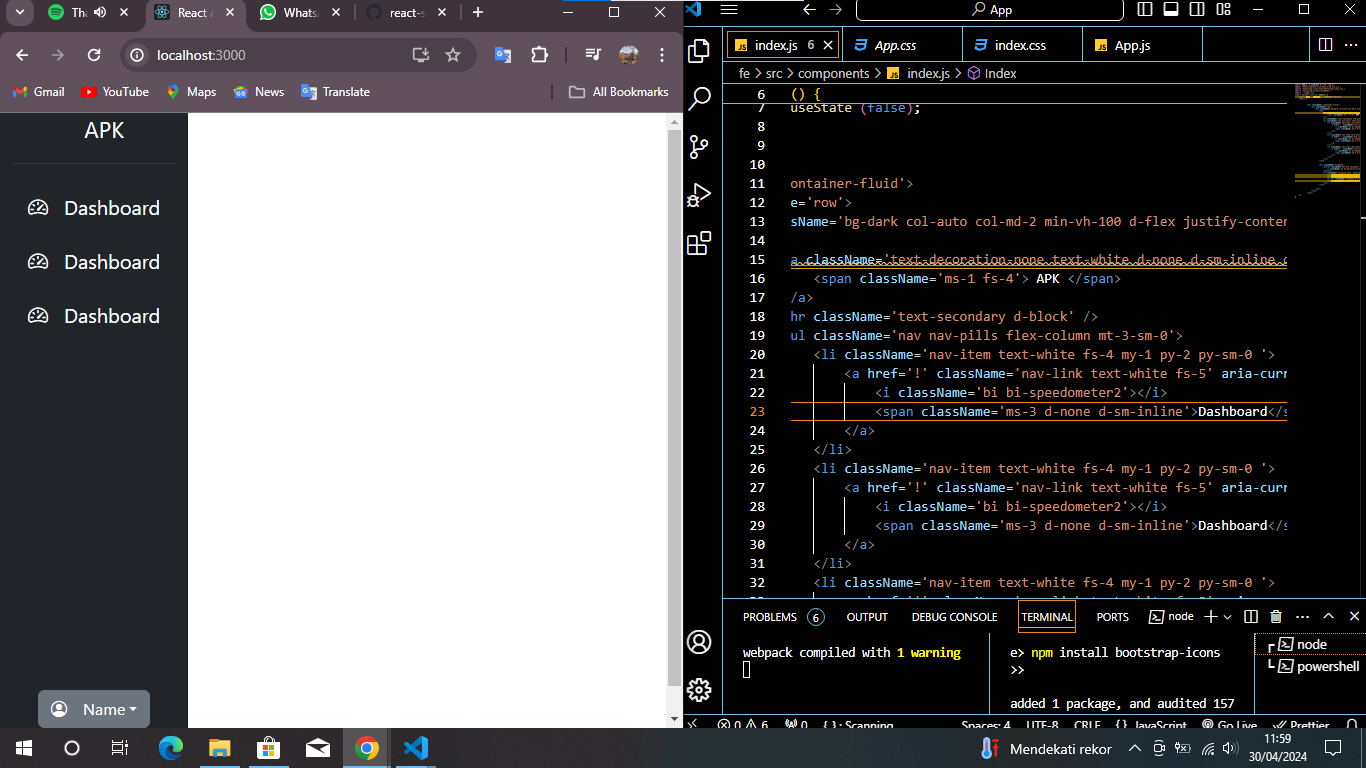 Tha
React A
Whats
react-s
localhost:3000
Gmail
YouTube
Maps
News
Translate
All Bookmarks
APK
Dashboard
Dashboard
Dashboard
Name
App
index.js 6
App.css
index.css
App.js
fe > src > components > index.js > Index
6 () {
7 useState (false);
8
9
10
11 ontainer-fluid'>
12 e='row'>
13 sName='bg-dark col-auto col-md-2 min-vh-100 d-flex justify-conten
14
15 a className='text-decoration-none text-white d-none d-sm-inline
16 <span className='ms-1 fs-4'> APK </span>
17 /a>
18 hr className='text-secondary d-block' />
19 ul className='nav nav-pills flex-column mt-3-sm-0'>
20 <li className='nav-item text-white fs-4 my-1 py-2 py-sm-0 '>
21 <a href='!' className='nav-link text-white fs-5' aria-curr
22 <i className='bi bi-speedometer2'></i>
23 <span className='ms-3 d-none d-sm-inline'>Dashboard</s
24 </a>
25 </li>
26 <li className='nav-item text-white fs-4 my-1 py-2 py-sm-0 '>
27 <a href='!' className='nav-link text-white fs-5' aria-curr
28 <i className='bi bi-speedometer2'></i>
29 <span className='ms-3 d-none d-sm-inline'>Dashboard</s
30 </a>
31 </li>
32 <li className='nav-item text-white fs-4 my-1 py-2 py-sm-0 '>
PROBLEMS 6
OUTPUT
DEBUG CONSOLE
TERMINAL
PORTS
node
webpack compiled with 1 warning
e> npm install bootstrap-icons
>>
added 1 package, and audited 157
node
powershell
0 6 0 { } : Scanning
Spaces: 4 UTF-8 CRLF {} JavaScript Go Live Prettier
Mendekati rekor
11:59
30/04/2024